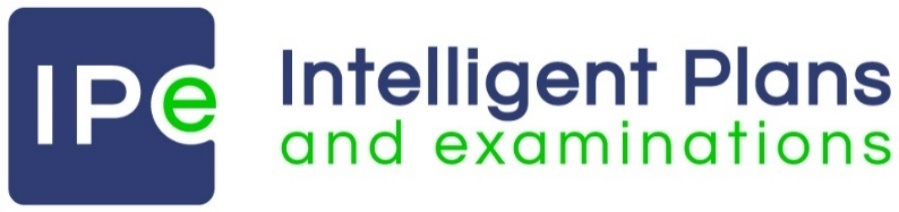 IPe
Intelligent Plans
and examinations